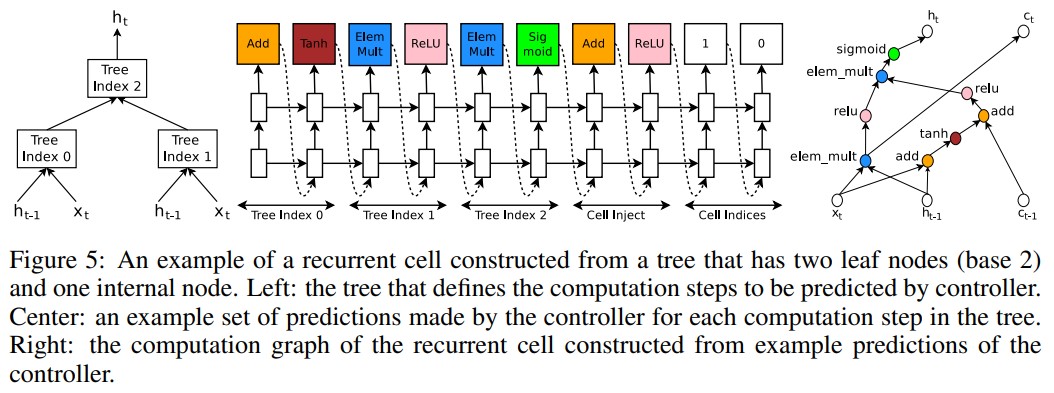 h_t
Tree Index 2
Tree Index 0
Tree Index 1
h_{t-1} x_t h_{t-1} x_t
Add Tanh Elem Mult ReLU Elem Mult Sig moid Add ReLU 1 0
Tree Index 0 Tree Index 1 Tree Index 2 Cell Inject Cell Indices
h_t c_t
sigmoid
elem_mult
relu
relu
add
tanh
elem_mult
add
x_t h_{t-1} c_{t-1}
Figure 5: An example of a recurrent cell constructed from a tree that has two leaf nodes (base 2)
and one internal node. Left: the tree that defines the computation steps to be predicted by controller.
Center: an example set of predictions made by the controller for each computation step in the tree.
Right: the computation graph of the recurrent cell constructed from example predictions of the
controller.